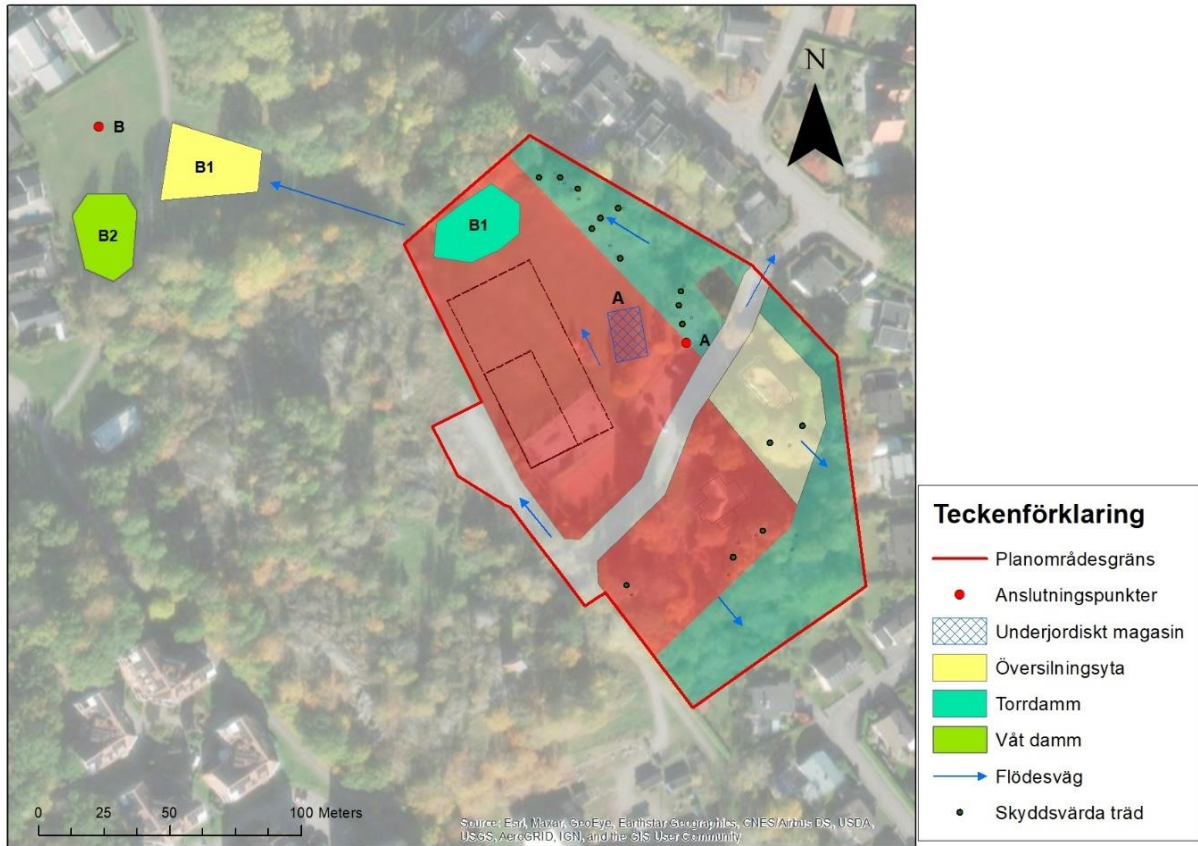 N
B
B1
B2
B1
A
A
0 25 50 100 Meters
Source: Esri, Maxar, GeoEye, Earthstar Geographics, CNES/Airbus DS, USDA,
USGS, AeroGRID, IGN, and the GIS User Community
Teckenförklaring
Planområdesgräns
Anslutningspunkter
Underjordiskt magasin
Översilningsyta
Torrdamm
Våt damm
Flödesväg
Skyddsvärda träd